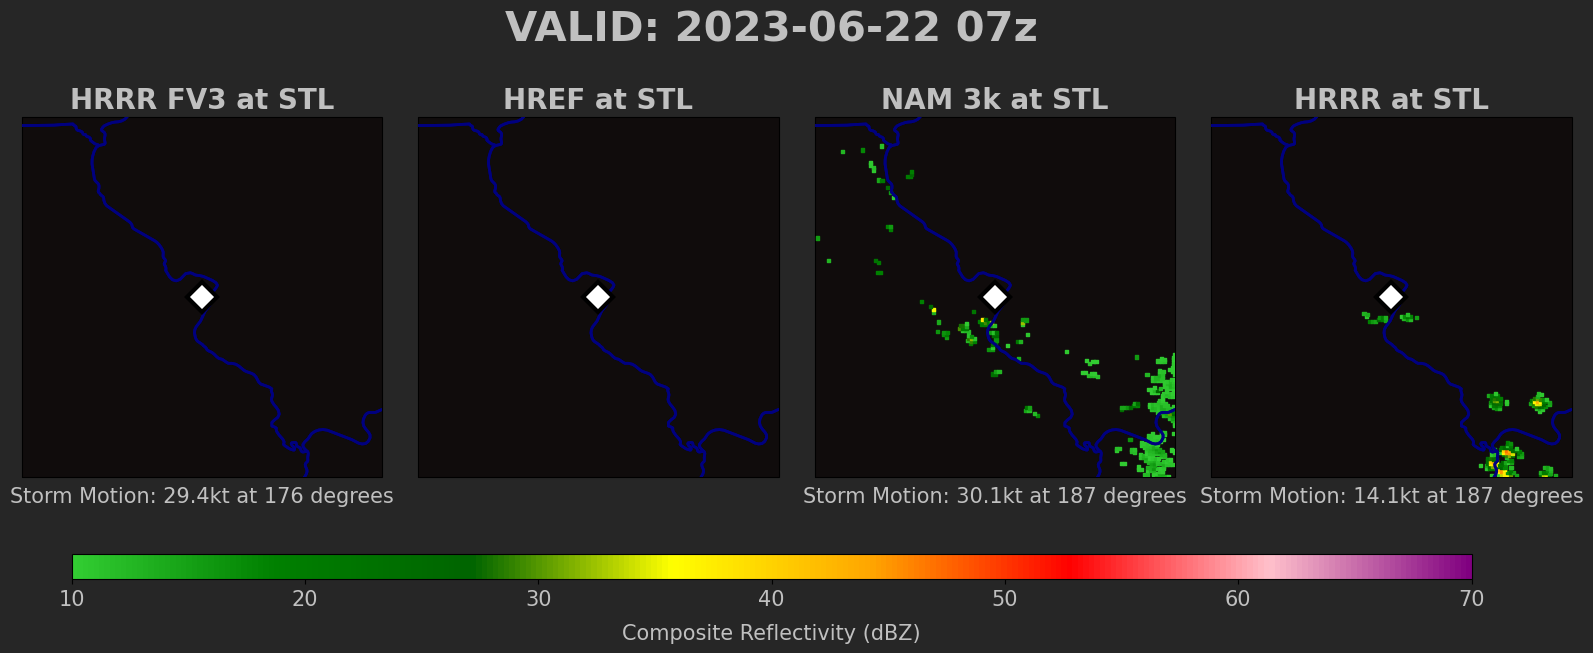 VALID: 2023-06-22 07z
HRRR FV3 at STL
HREF at STL
NAM 3k at STL
HRRR at STL
Storm Motion: 29.4kt at 176 degrees
Storm Motion: 30.1kt at 187 degrees
Storm Motion: 14.1kt at 187 degrees
10 20 30 40 50 60 70
Composite Reflectivity (dBZ)